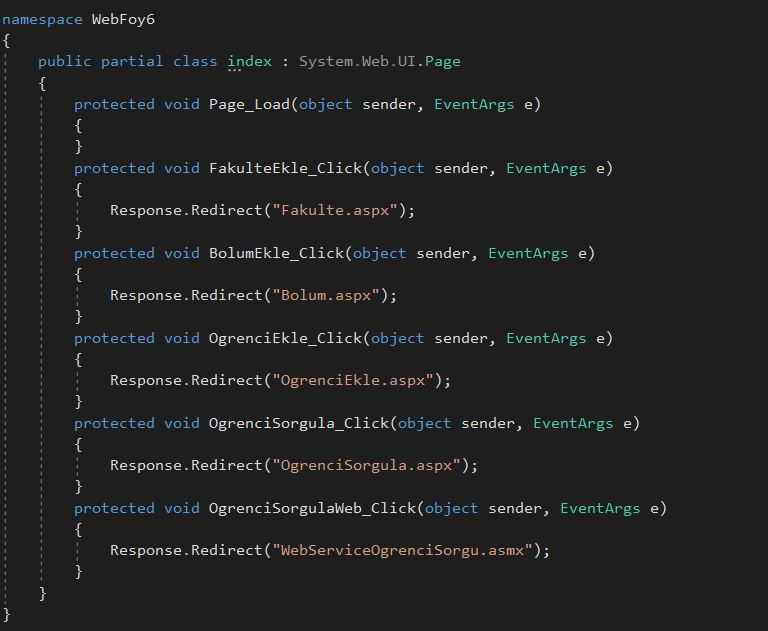 namespace WebFoy6
{
    public partial class index : System.Web.UI.Page
    {
        protected void Page_Load(object sender, EventArgs e)
        {
        }
        protected void FakulteEkle_Click(object sender, EventArgs e)
        {
            Response.Redirect("Fakulte.aspx");
        }
        protected void BolumEkle_Click(object sender, EventArgs e)
        {
            Response.Redirect("Bolum.aspx");
        }
        protected void OgrenciEkle_Click(object sender, EventArgs e)
        {
            Response.Redirect("OgrenciEkle.aspx");
        }
        protected void OgrenciSorgula_Click(object sender, EventArgs e)
        {
            Response.Redirect("OgrenciSorgula.aspx");
        }
        protected void OgrenciSorgulaWeb_Click(object sender, EventArgs e)
        {
            Response.Redirect("WebServiceOgrenciSorgu.asmx");
        }
    }
}